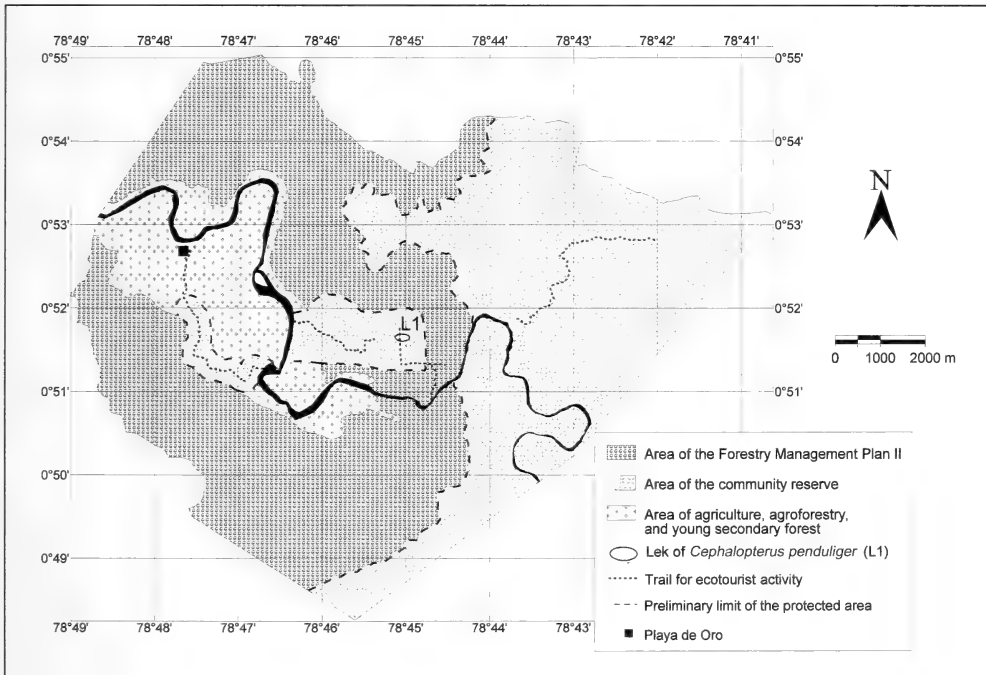 78°49' 78°48' 78°47' 78°46' 78°45' 78°44' 78°43' 78°42' 78°41'
0°55' 0°55'
0°54' 0°54'
N
0°53' 0°53'
0°52' 0°52'
L1
0 1000 2000 m
0°51' 0°51'
0°50'
0°49'
78°49' 78°48' 78°47' 78°46' 78°45' 78°44' 78°43'
Area of the Forestry Management Plan II
Area of the community reserve
Area of agriculture, agroforestry,
and young secondary forest
Lek of Cephalopterus penduliger (L1)
Trail for ecotourist activity
Preliminary limit of the protected area
Playa de Oro